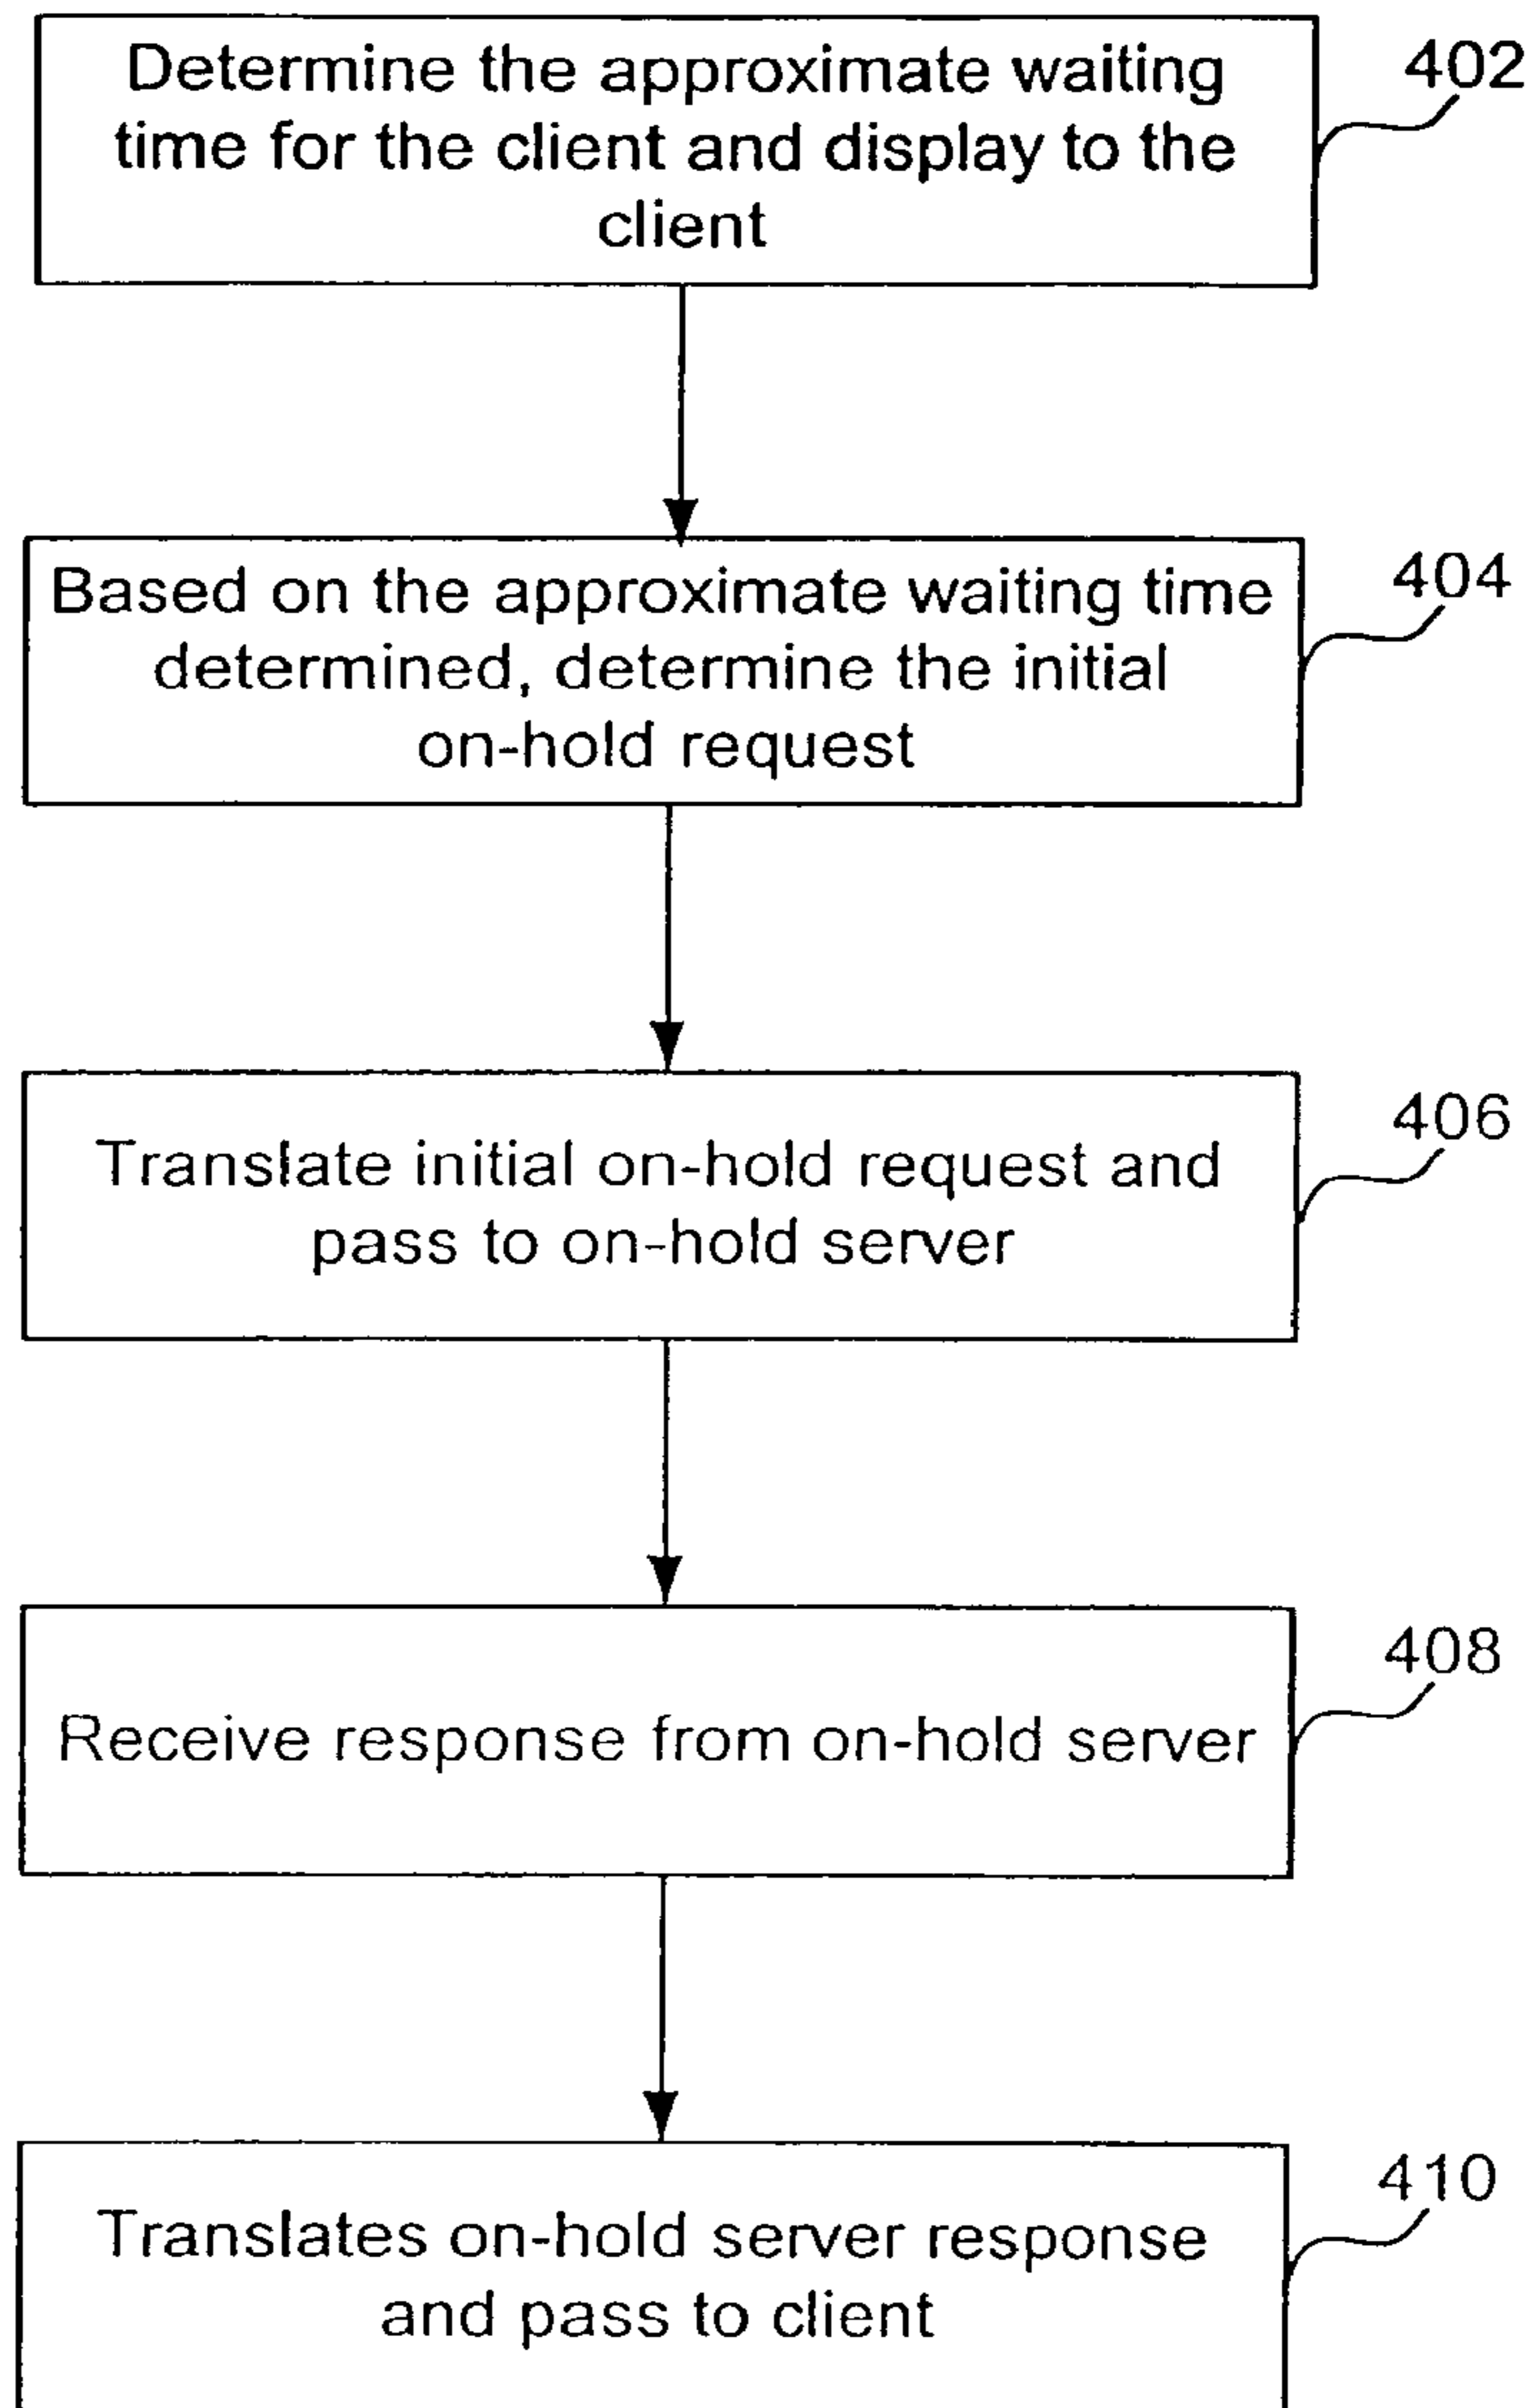 Determine the approximate waiting
time for the client and display to the
client
402
Based on the approximate waiting time
determined, determine the initial
on-hold request
404
Translate initial on-hold request and
pass to on-hold server
406
Receive response from on-hold server
408
Translates on-hold server response
and pass to client
410